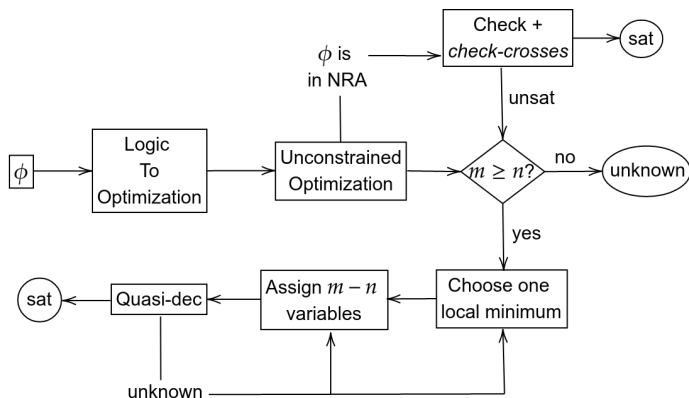 Check +
check-crosses
sat
ϕ is
in NRA
unsat
Logic
To
Optimization
Unconstrained
Optimization
ϕ
m ≥ n?
no
unknown
yes
sat
Quasi-dec
Assign m − n
variables
Choose one
local minimum
unknown